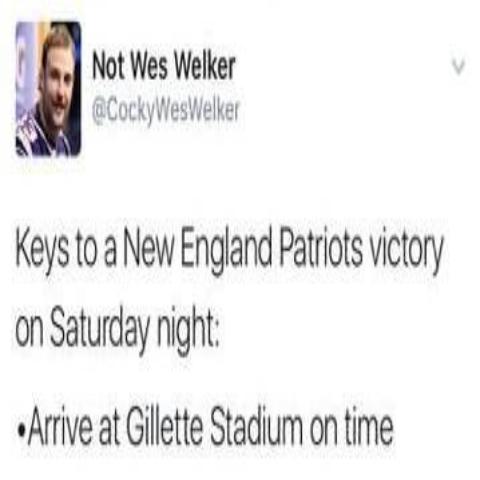 Not Wes Welker
@CockyWesWelker
Keys to a New England Patriots victory
on Saturday night:
•Arrive at Gillette Stadium on time